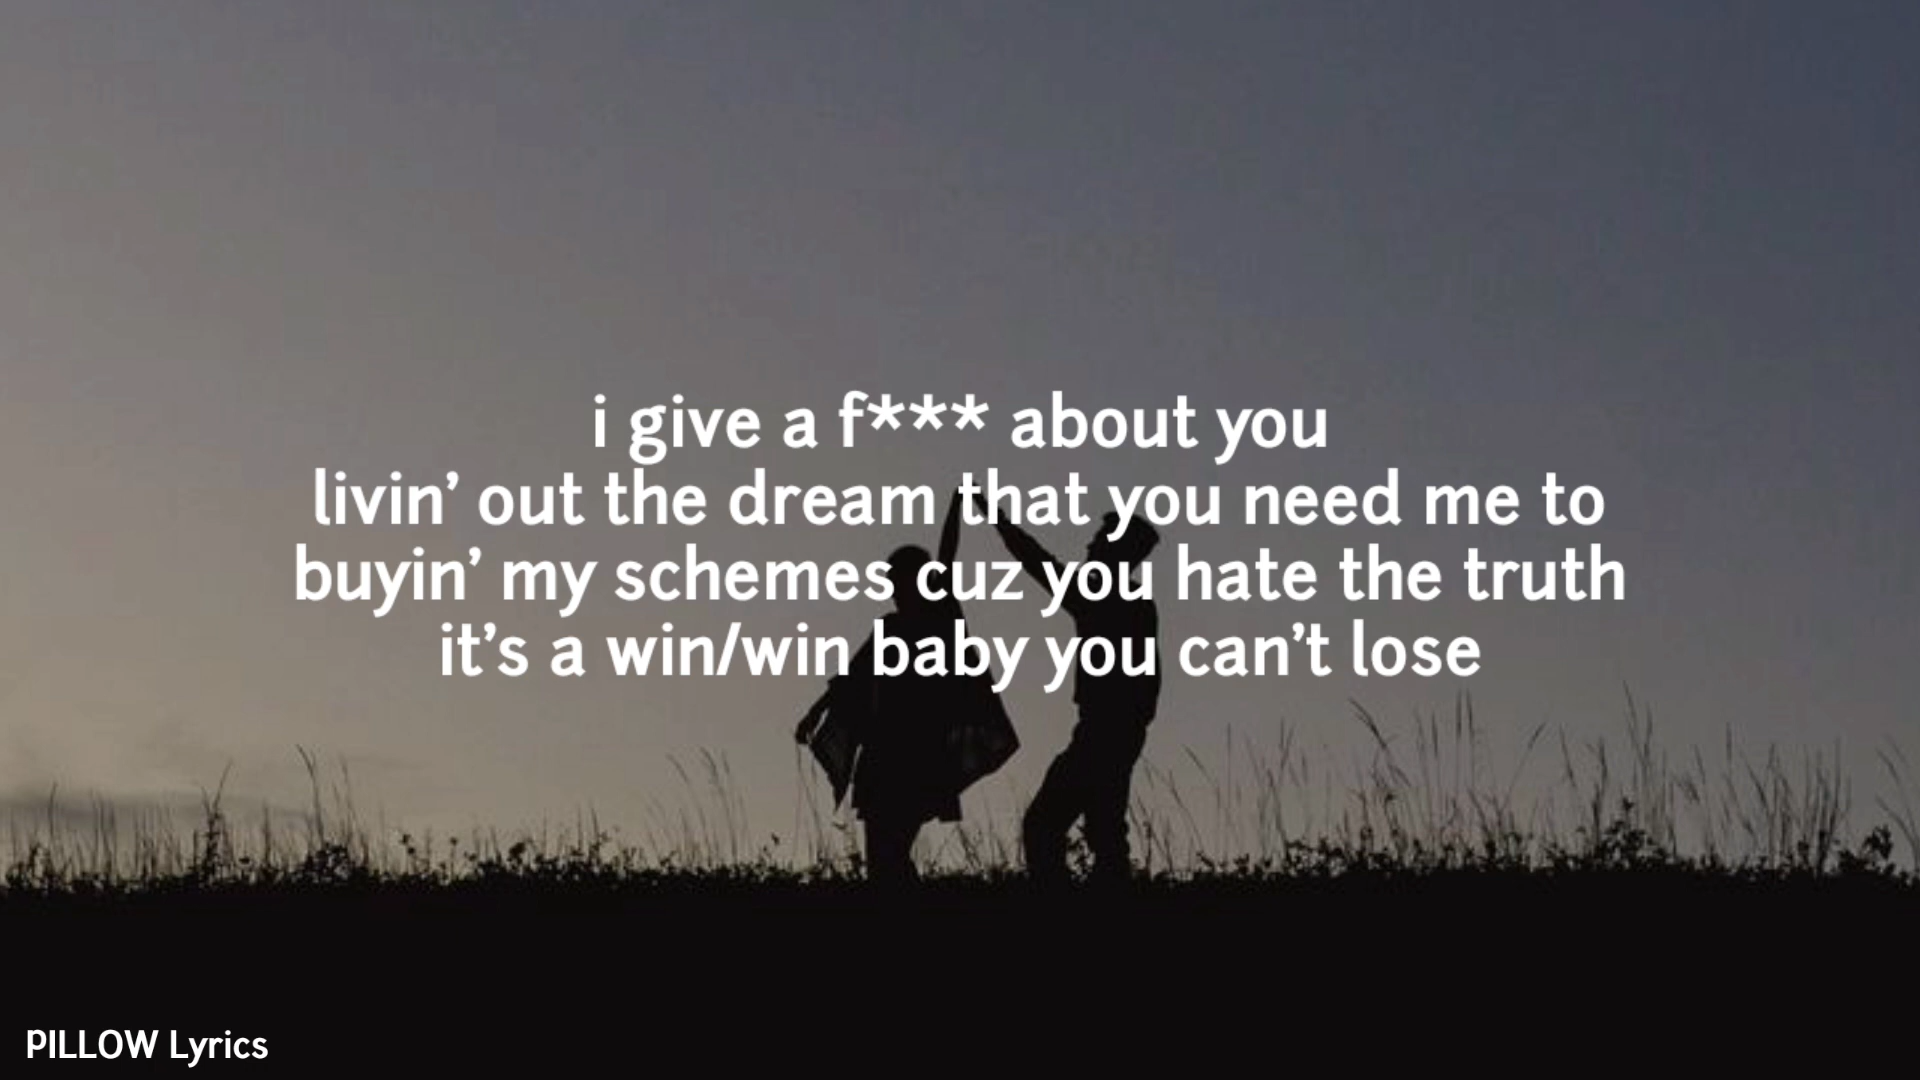 i give a f*** about you
livin’ out the dream that you need me to
buyin’ my schemes cuz you hate the truth
it’s a win/win baby you can’t lose
PILLOW Lyrics